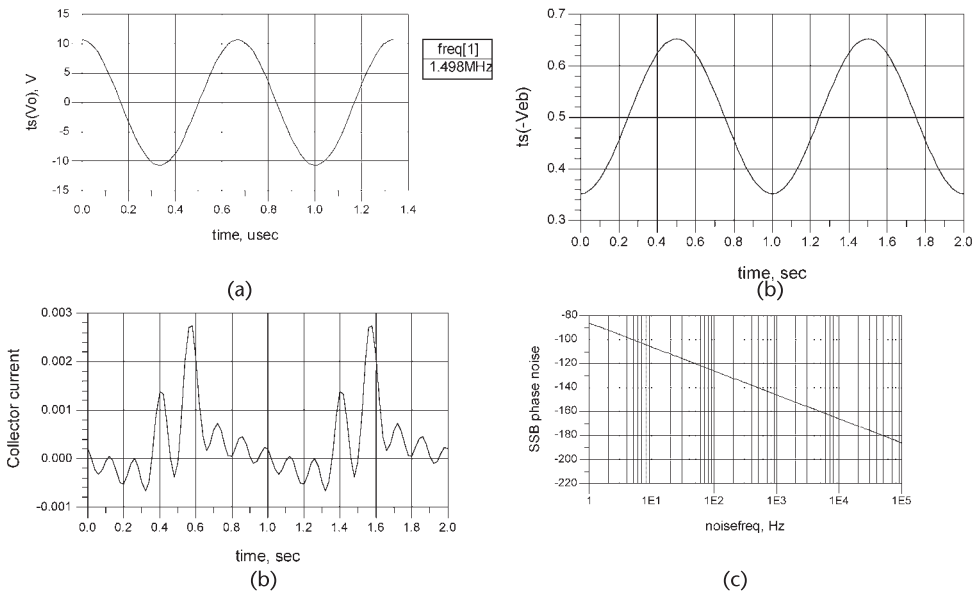 15
10
5
0
-5
-10
-15
ts(Vo), V
0.0 0.2 0.4 0.6 0.8 1.0 1.2 1.4
time, usec
freq[1]
1.498MHz
(a)
0.7
0.6
0.5
0.4
0.3
ts(-Veb)
0.0 0.2 0.4 0.6 0.8 1.0 1.2 1.4 1.6 1.8 2.0
time, sec
(b)
0.003
0.002
0.001
0.000
-0.001
Collector current
0.0 0.2 0.4 0.6 0.8 1.0 1.2 1.4 1.6 1.8 2.0
time, sec
(b)
-80
-100
-120
-140
-160
-180
-200
-220
SSB phase noise
1 1E1 1E2 1E3 1E4 1E5
noisefreq, Hz
(c)